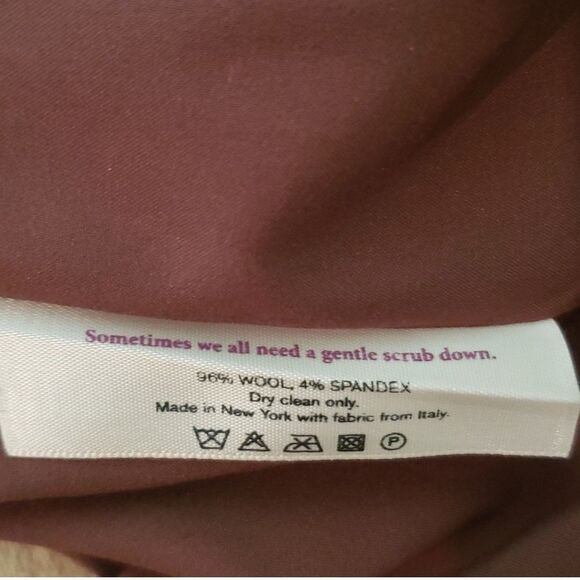 Sometimes we all need a gentle scrub down.
96% WOOL, 4% SPANDEX
Dry clean only.
Made in New York with fabric from Italy.
P